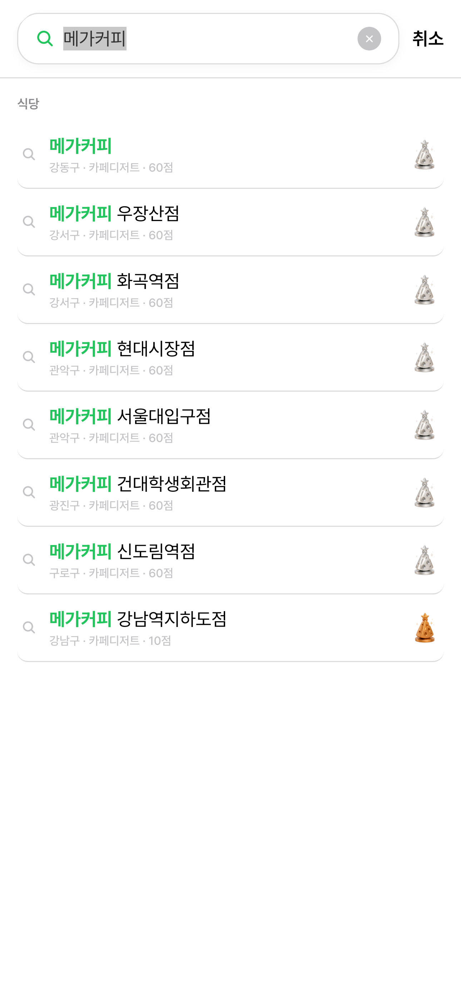 메가커피
취소
식당
메가커피
강동구 · 카페디저트 · 60점
메가커피 우장산점
강서구 · 카페디저트 · 60점
메가커피 화곡역점
강서구 · 카페디저트 · 60점
메가커피 현대시장점
관악구 · 카페디저트 · 60점
메가커피 서울대입구점
관악구 · 카페디저트 · 60점
메가커피 건대학생회관점
광진구 · 카페디저트 · 60점
메가커피 신도림역점
구로구 · 카페디저트 · 60점
메가커피 강남역지하도점
강남구 · 카페디저트 · 10점